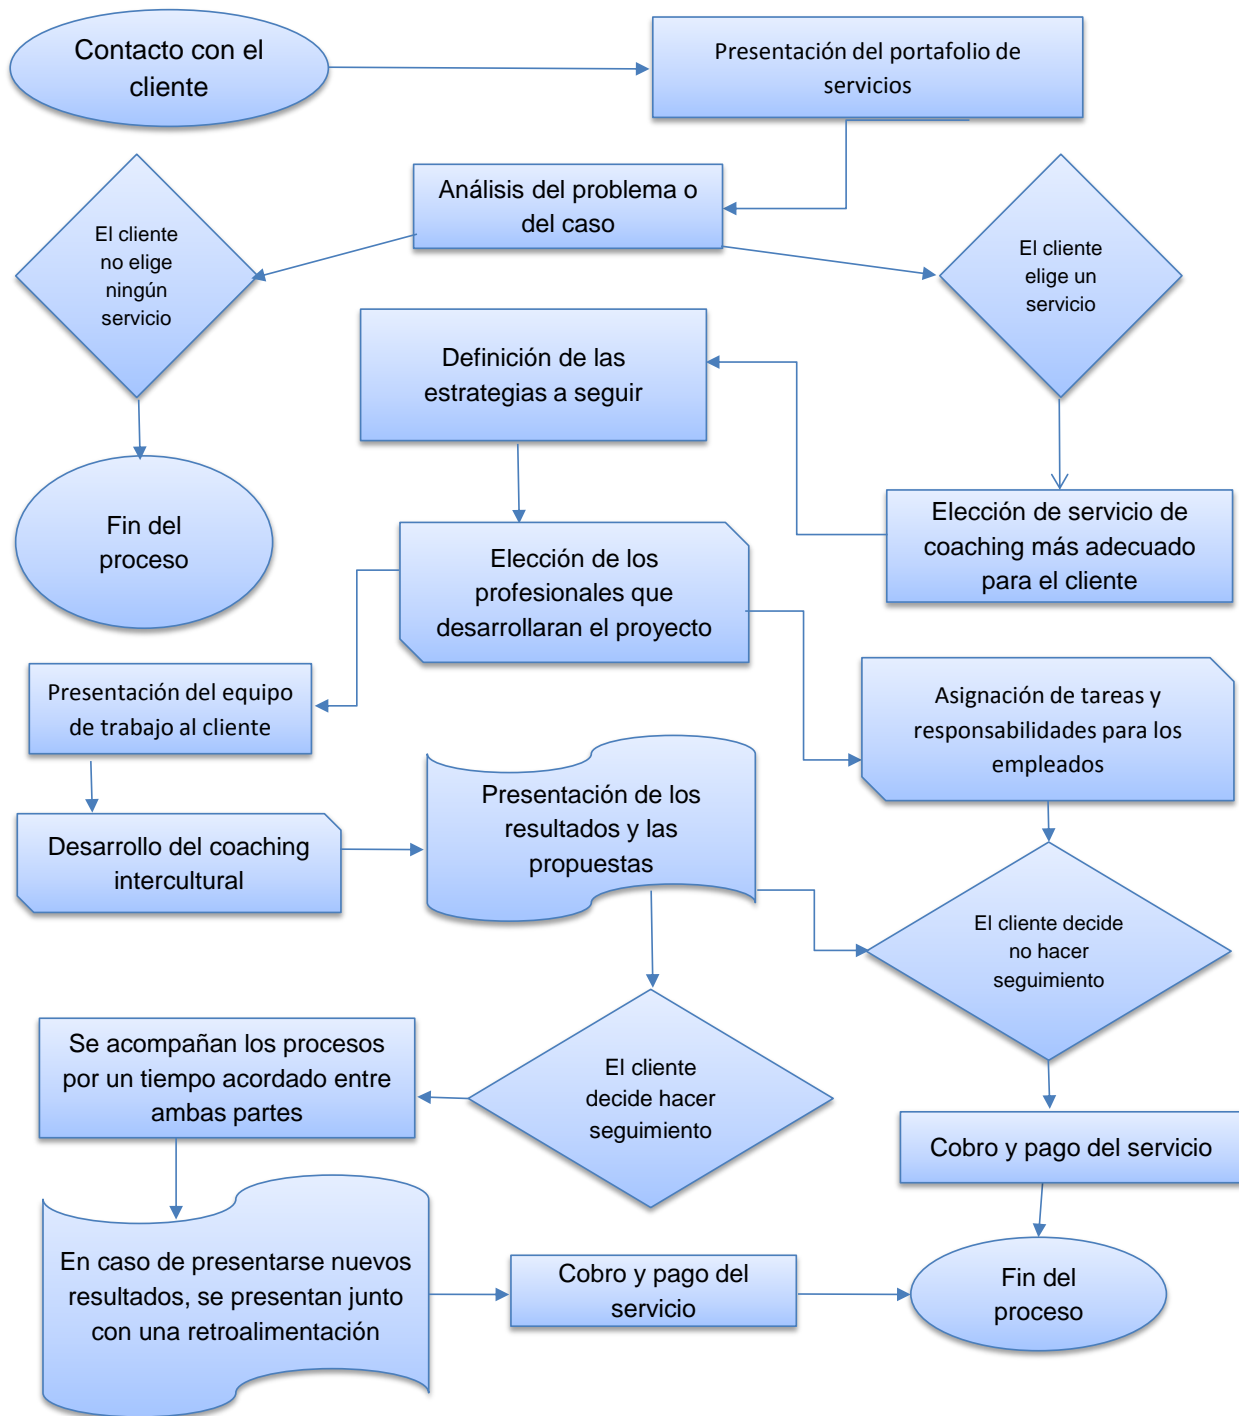 Contacto con el
cliente
Presentación del portafolio de
servicios
Análisis del problema o
del caso
El cliente
no elige
ningún
servicio
El cliente
elige un
servicio
Definición de las
estrategias a seguir
Fin del
proceso
Elección de servicio de
coaching más adecuado
para el cliente
Elección de los
profesionales que
desarrollaran el proyecto
Presentación del equipo
de trabajo al cliente
Asignación de tareas y
responsabilidades para los
empleados
Presentación de los
resultados y las
propuestas
Desarrollo del coaching
intercultural
El cliente decide
no hacer
seguimiento
Se acompañan los procesos
por un tiempo acordado entre
ambas partes
El cliente
decide hacer
seguimiento
Cobro y pago del servicio
En caso de presentarse nuevos
resultados, se presentan junto
con una retroalimentación
Cobro y pago del
servicio
Fin del
proceso